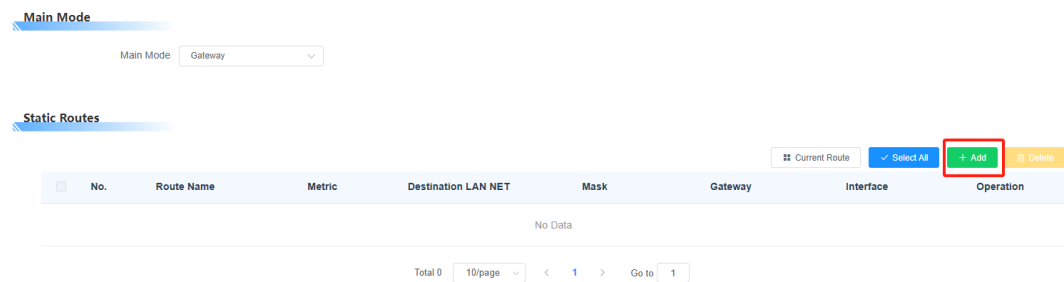 Main Mode
Main Mode Gateway
Static Routes
Current Route Select All + Add Delete
No. Route Name Metric Destination LAN NET Mask Gateway Interface Operation
No Data
Total 0 10/page < 1 > Go to 1